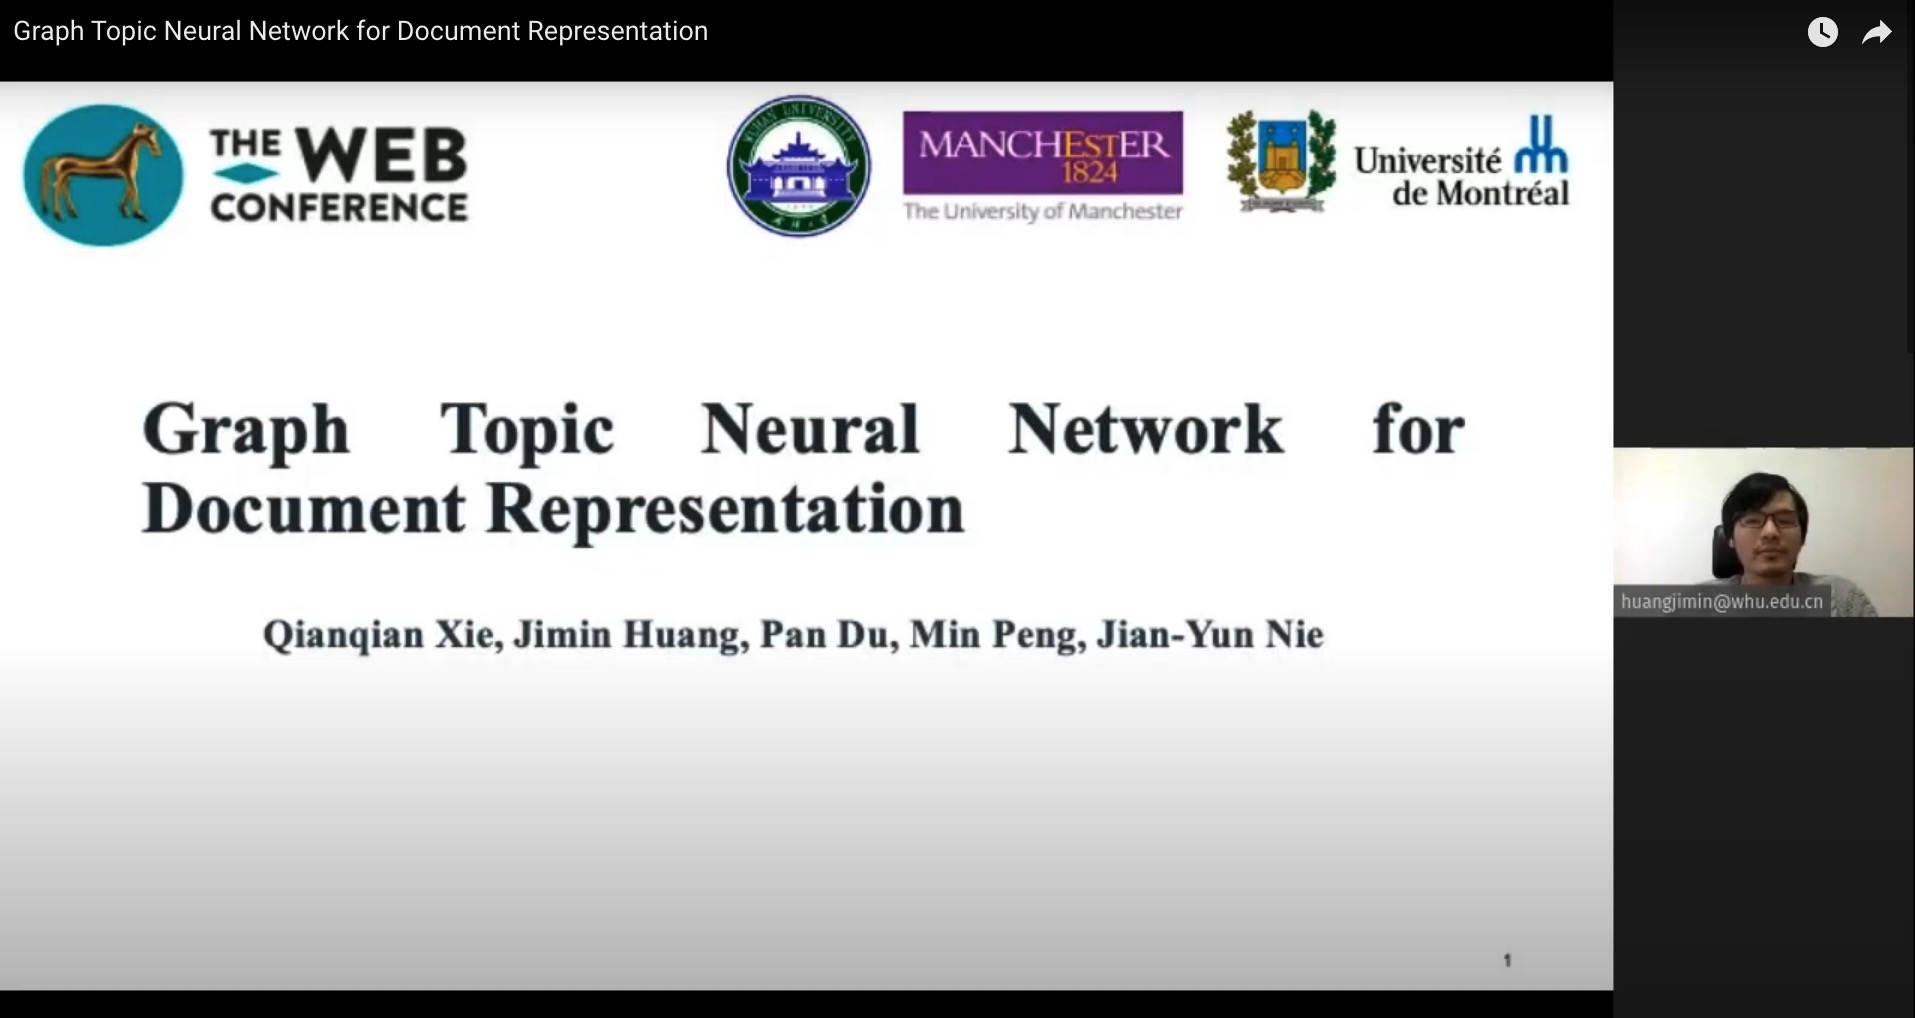 Graph Topic Neural Network for Document Representation
THE WEB
CONFERENCE
WUHAN UNIVERSITY
MANCHESTER
1824
The University of Manchester
Université
de Montréal
Graph Topic Neural Network for
Document Representation
Qianqian Xie, Jimin Huang, Pan Du, Min Peng, Jian-Yun Nie
huangjimin@whu.edu.cn
1